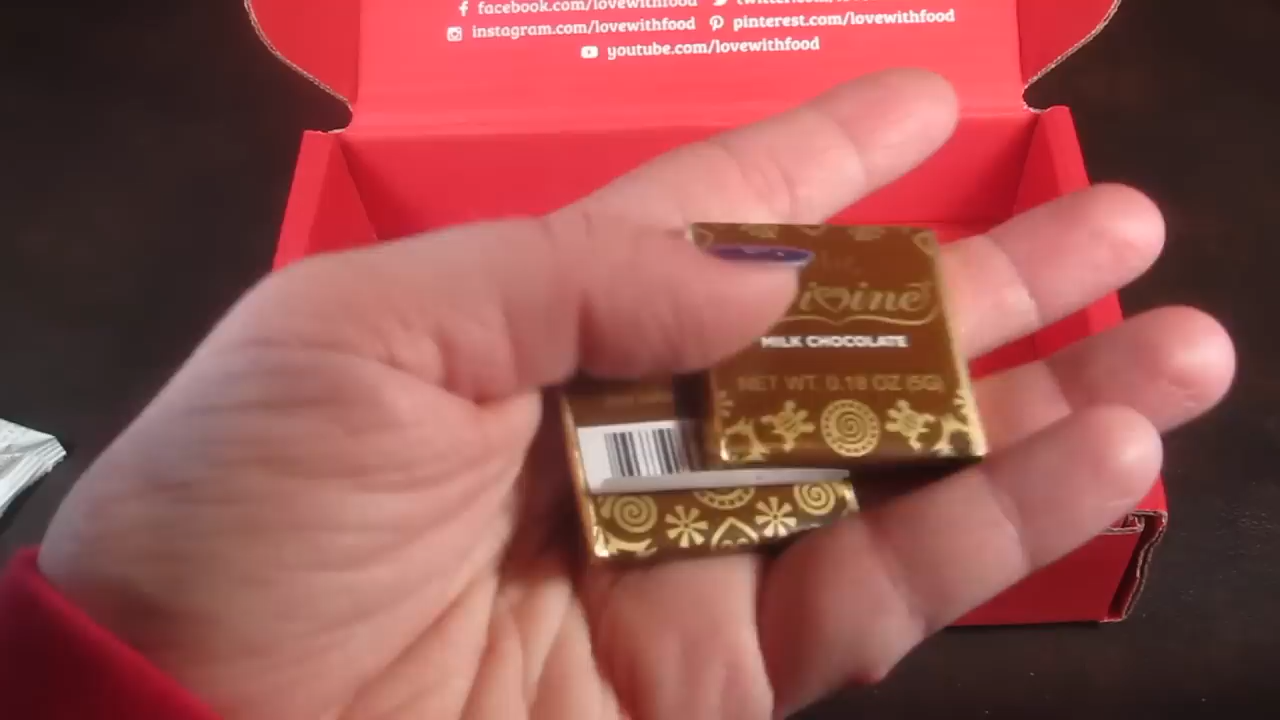 facebook.com/lovewithfood
instagram.com/lovewithfood pinterest.com/lovewithfood
youtube.com/lovewithfood
MILK CHOCOLATE
NET WT. 0.18 OZ (5G)